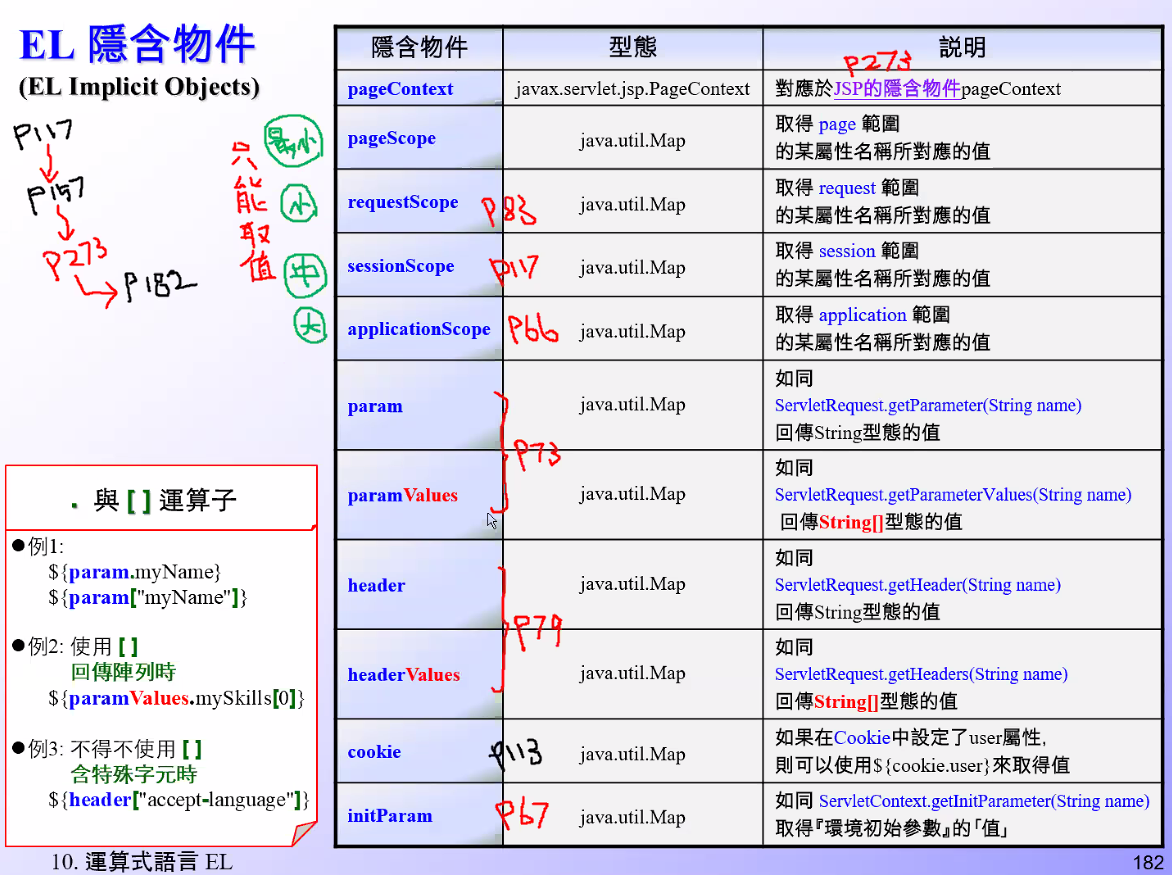 EL 隱含物件
(EL Implicit Objects)
P117
P157
P273
P182
只能取值
最小
小
中
大
隱含物件 型態 說明
P273
pageContext javax.servlet.jsp.PageContext 對應於JSP的隱含物件pageContext
pageScope java.util.Map 取得 page 範圍
的某屬性名稱所對應的值
requestScope P83 java.util.Map 取得 request 範圍
的某屬性名稱所對應的值
sessionScope P117 java.util.Map 取得 session 範圍
的某屬性名稱所對應的值
applicationScope P66 java.util.Map 取得 application 範圍
的某屬性名稱所對應的值
param java.util.Map 如同
ServletRequest.getParameter(String name)
回傳String型態的值
P73
paramValues java.util.Map 如同
ServletRequest.getParameterValues(String name)
回傳String[]型態的值
header java.util.Map 如同
ServletRequest.getHeader(String name)
回傳String型態的值
P79
headerValues java.util.Map 如同
ServletRequest.getHeaders(String name)
回傳String[]型態的值
cookie P113 java.util.Map 如果在Cookie中設定了user屬性,
則可以使用${cookie.user}來取得值
initParam P67 java.util.Map 如同 ServletContext.getInitParameter(String name)
取得『環境初始參數』的「值」
. 與 [ ] 運算子
●例1:
${param.myName}
${param["myName"]}
●例2: 使用 [ ]
回傳陣列時
${paramValues.mySkills[0]}
●例3: 不得不使用 [ ]
含特殊字元時
${header["accept-language"]}
10. 運算式語言 EL
182